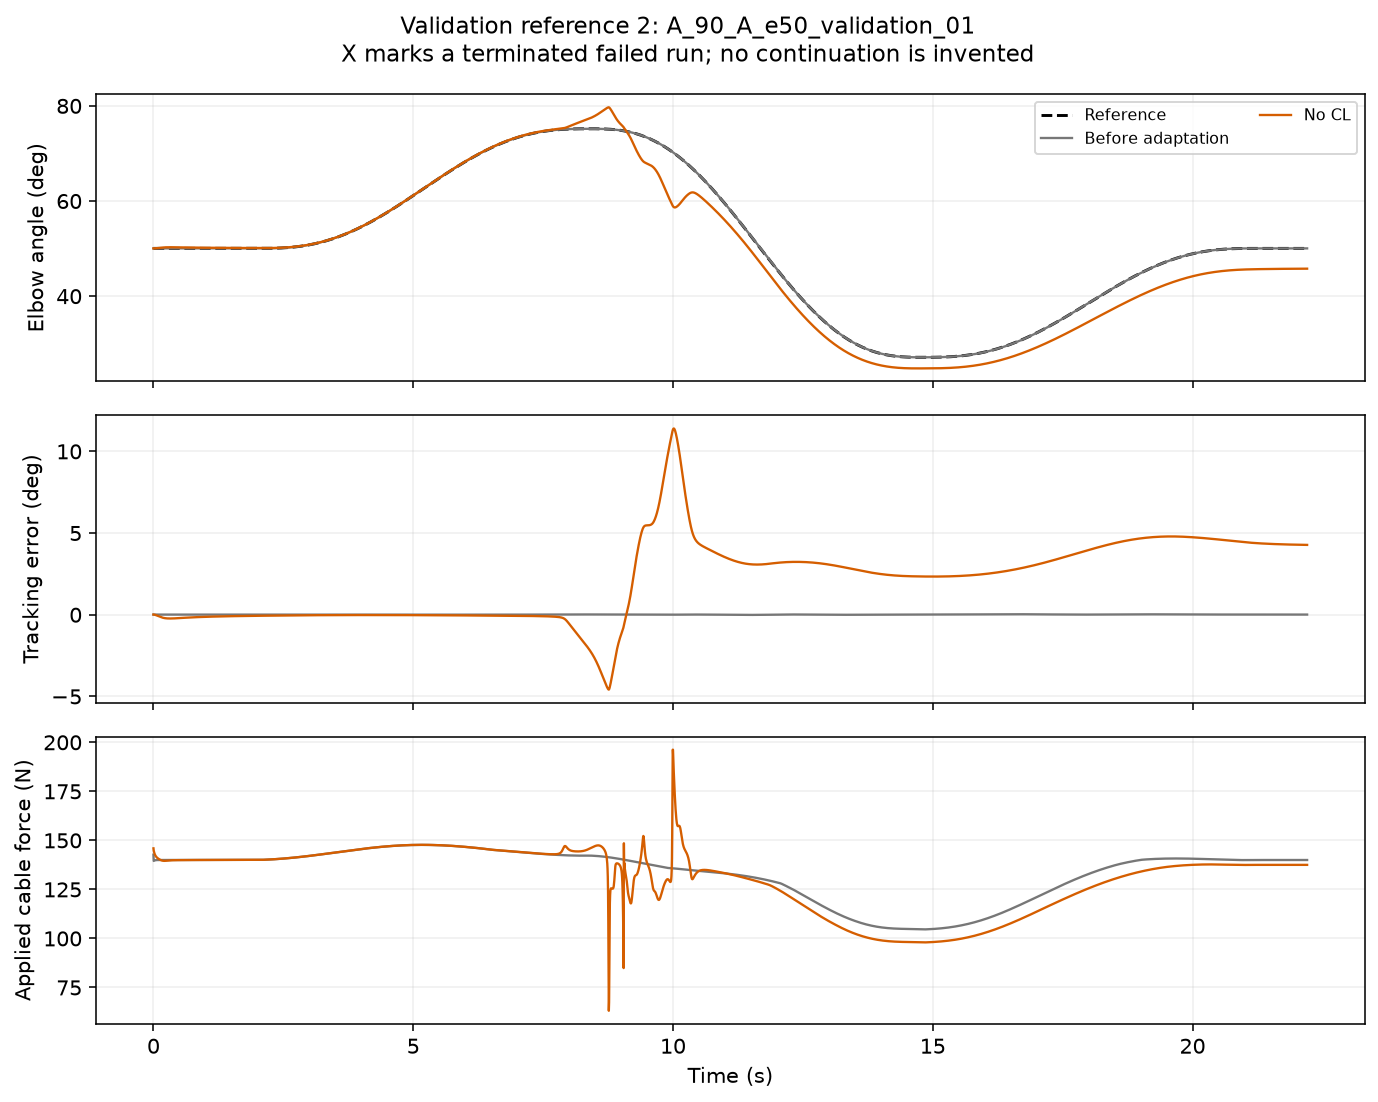 Validation reference 2: A_90_A_e50_validation_01
X marks a terminated failed run; no continuation is invented
Reference
Before adaptation
No CL
Elbow angle (deg)
80
60
40
Tracking error (deg)
10
5
0
−5
Applied cable force (N)
200
175
150
125
100
75
0
5
10
15
20
Time (s)